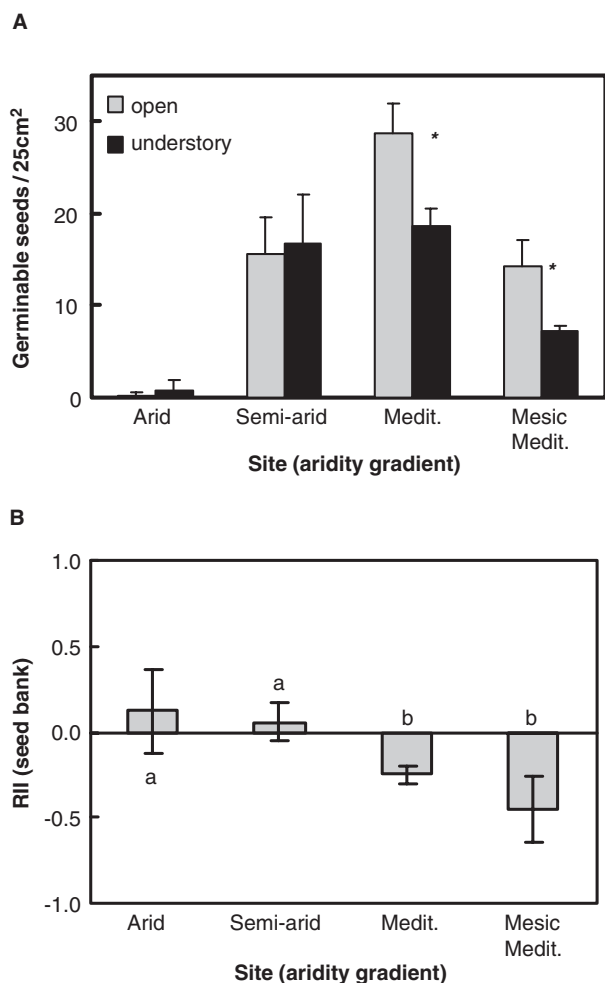 A
Germinable seeds / 25cm²
30
20
10
0
open
understory
*
*
Arid
Semi-arid
Medit.
Mesic
Medit.
Site (aridity gradient)
B
RII (seed bank)
1.0
0.5
0.0
-0.5
-1.0
a
a
b
b
Arid
Semi-arid
Medit.
Mesic
Medit.
Site (aridity gradient)